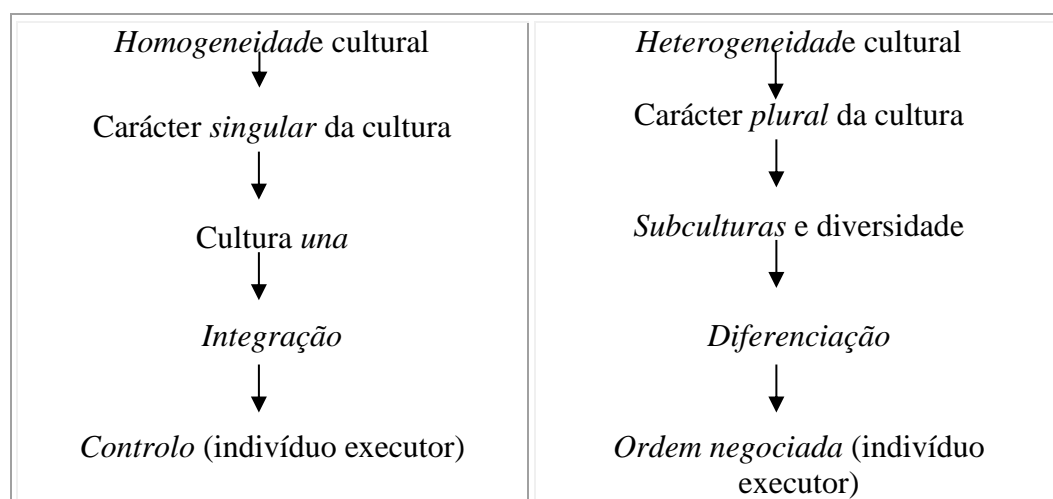 Homogeneidade cultural
Carácter singular da cultura
Cultura una
Integração
Controlo (indivíduo executor)
Heterogeneidade cultural
Carácter plural da cultura
Subculturas e diversidade
Diferenciação
Ordem negociada (indivíduo
executor)